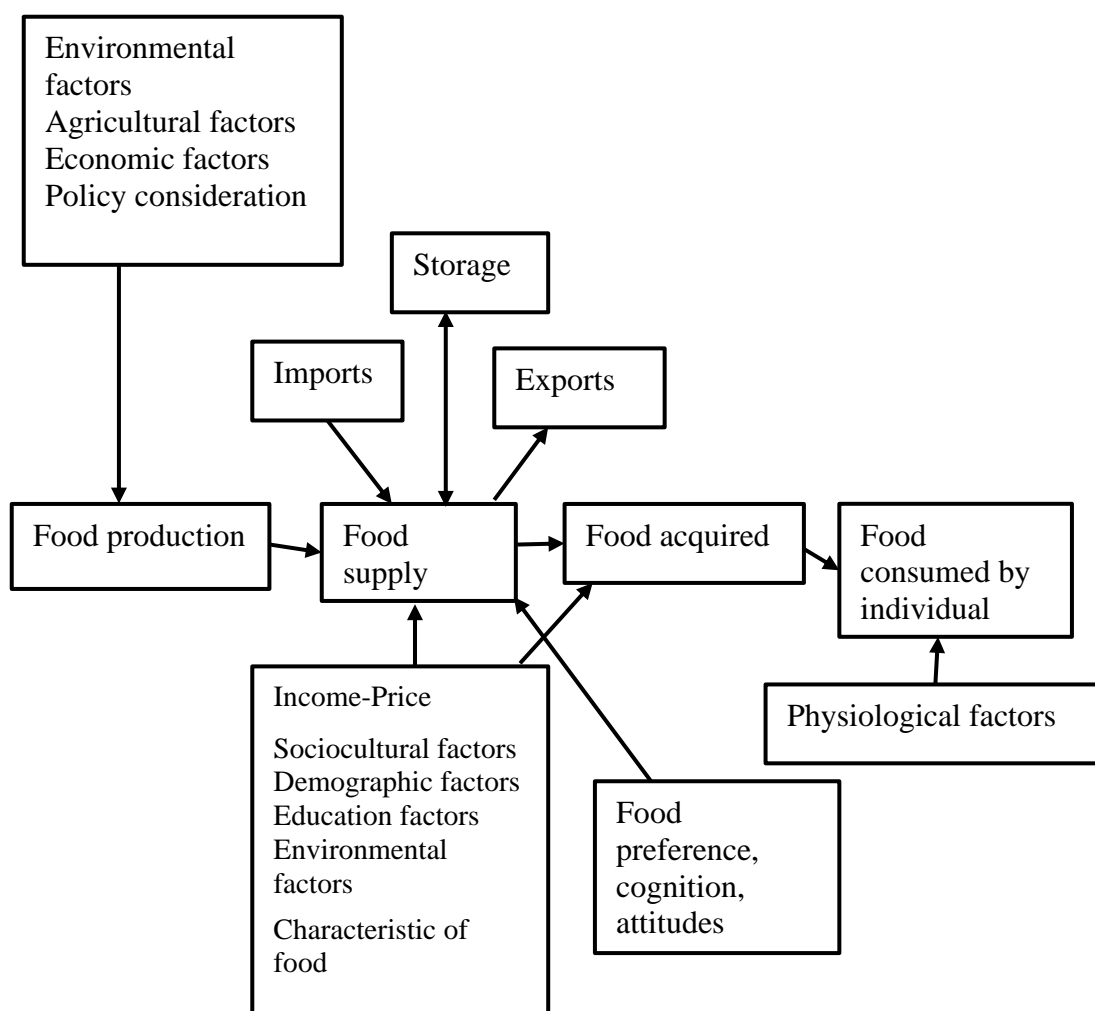 Environmental
factors
Agricultural factors
Economic factors
Policy consideration
Storage
Imports
Exports
Food production
Food
supply
Food acquired
Food
consumed by
individual
Income-Price
Sociocultural factors
Demographic factors
Education factors
Environmental
factors
Characteristic of
food
Food
preference,
cognition,
attitudes
Physiological factors